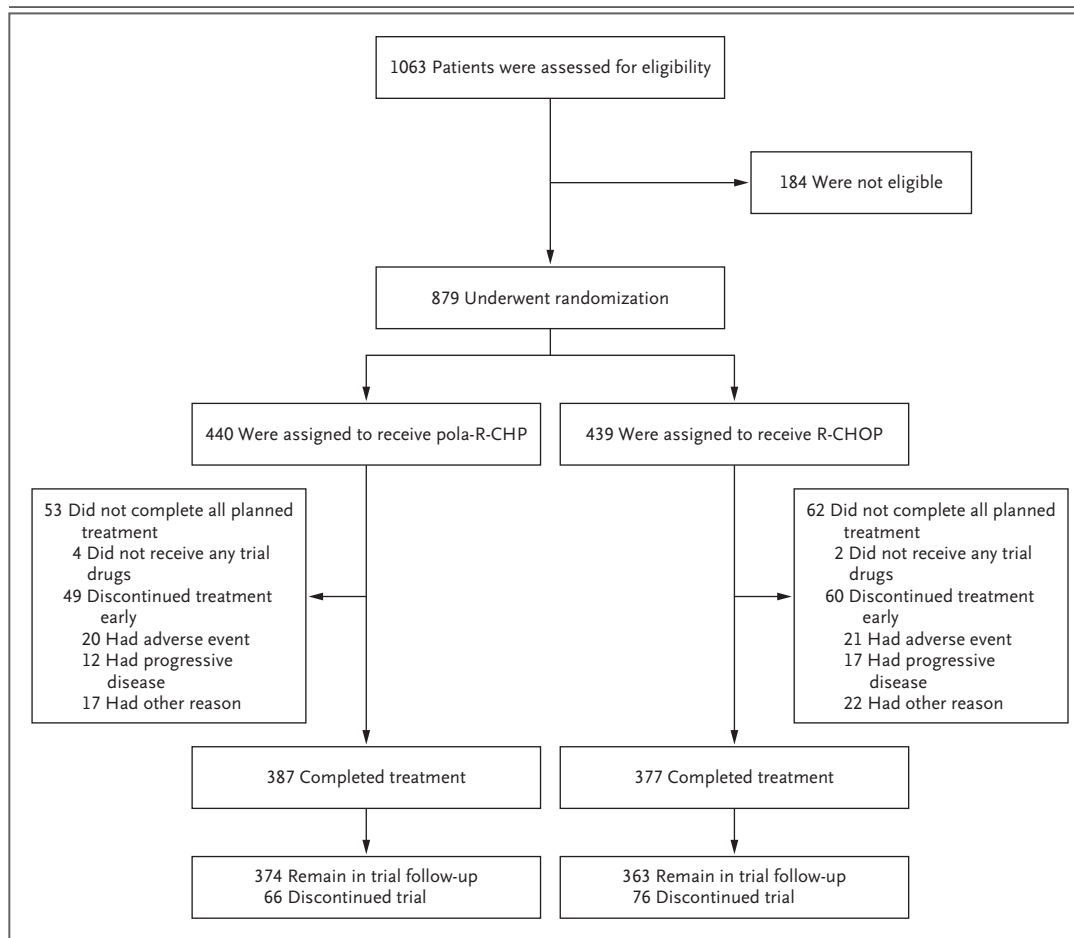 1063 Patients were assessed for eligibility
184 Were not eligible
879 Underwent randomization
440 Were assigned to receive pola-R-CHP
439 Were assigned to receive R-CHOP
53 Did not complete all planned
treatment
4 Did not receive any trial
drugs
49 Discontinued treatment
early
20 Had adverse event
12 Had progressive
disease
17 Had other reason
62 Did not complete all planned
treatment
2 Did not receive any trial
drugs
60 Discontinued treatment
early
21 Had adverse event
17 Had progressive
disease
22 Had other reason
387 Completed treatment
377 Completed treatment
374 Remain in trial follow-up
66 Discontinued trial
363 Remain in trial follow-up
76 Discontinued trial